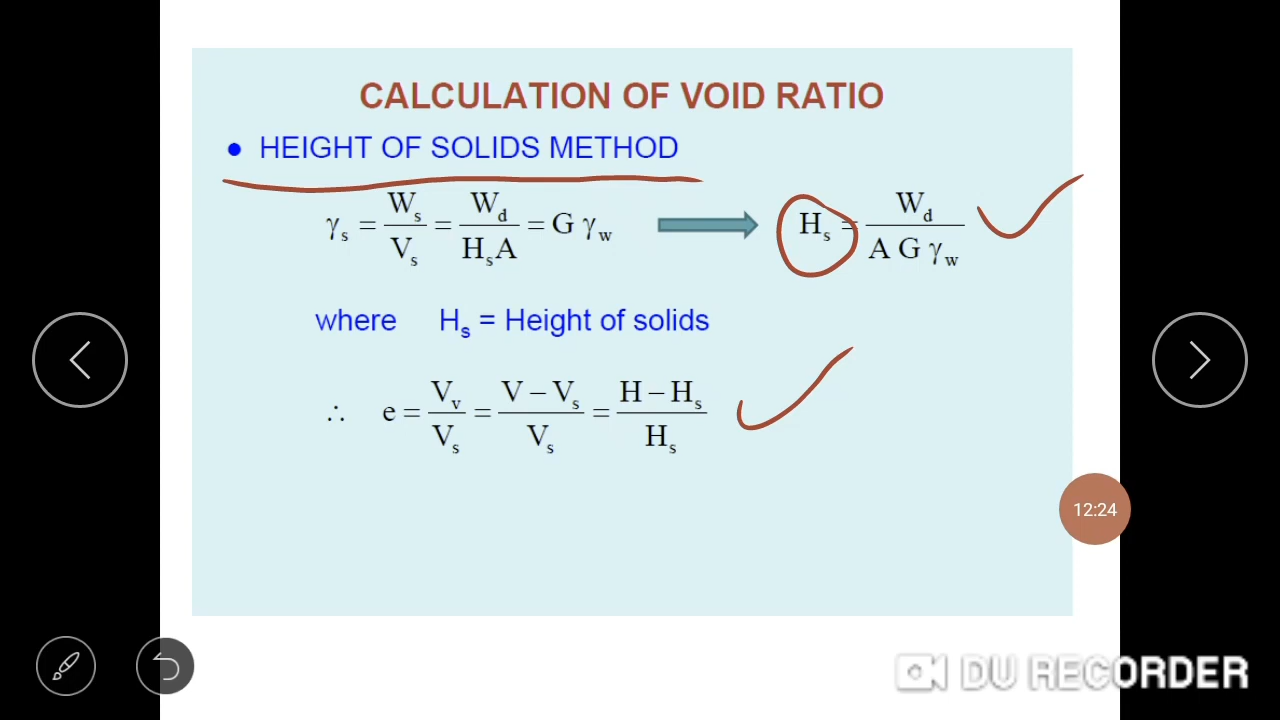 CALCULATION OF VOID RATIO
● HEIGHT OF SOLIDS METHOD
γs = Ws/Vs = Wd/HsA = G γw ⟹ Hs = Wd/A G γw
where Hs = Height of solids
∴ e = Vv/Vs = V − Vs/Vs = H − Hs/Hs
12:24
DU RECORDER